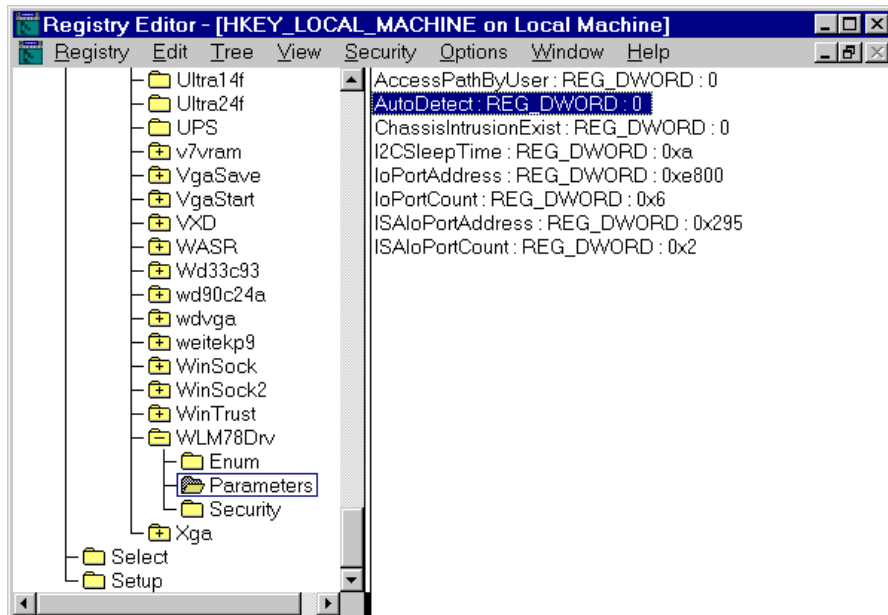 Registry Editor - [HKEY_LOCAL_MACHINE on Local Machine]
Registry Edit Tree View Security Options Window Help
Ultra14f
Ultra24f
UPS
v7vram
VgaSave
VgaStart
VXD
WASR
Wd33c93
wd90c24a
wdvga
weitekp9
WinSock
WinSock2
WinTrust
WLM78Drv
Enum
Parameters
Security
Xga
Select
Setup
AccessPathByUser : REG_DWORD : 0
AutoDetect : REG_DWORD : 0
ChassisIntrusionExist : REG_DWORD : 0
I2CSleepTime : REG_DWORD : 0xa
IoPortAddress : REG_DWORD : 0xe800
IoPortCount : REG_DWORD : 0x6
ISAIoPortAddress : REG_DWORD : 0x295
ISAIoPortCount : REG_DWORD : 0x2